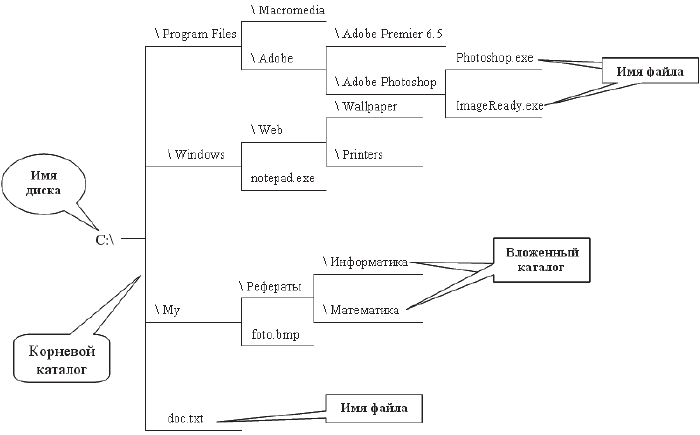 \ Macromedia
\ Program Files
\ Adobe Premier 6.5
\ Adobe
Photoshop.exe
Имя файла
\ Adobe Photoshop
\ Wallpaper
ImageReady.exe
\ Web
\ Windows
\ Printers
Имя
диска
notepad.exe
C:\
Вложенный
каталог
\ Информатика
\ Рефераты
\ My
\ Математика
foto.bmp
Корневой
каталог
doc.txt
Имя файла